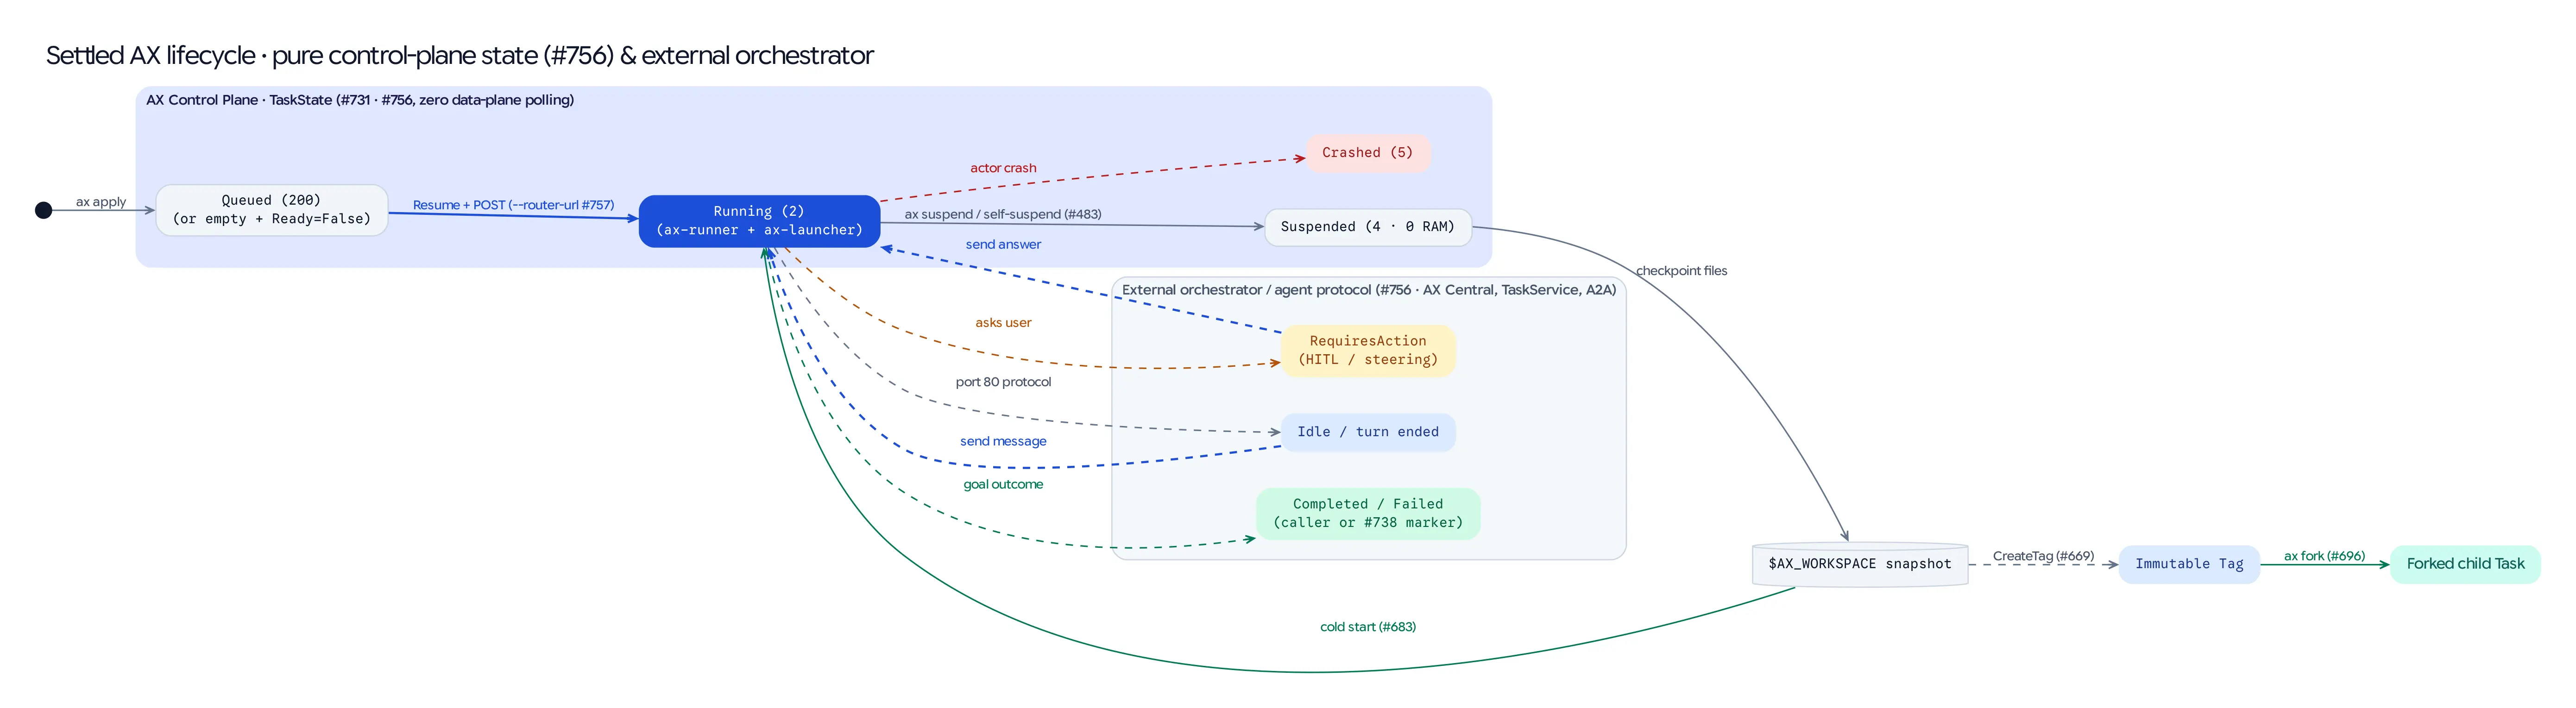 Settled AX lifecycle · pure control-plane state (#756) & external orchestrator
AX Control Plane · TaskState (#731 · #756, zero data-plane polling)
ax apply
Queued (200)
(or empty + Ready=False)
Resume + POST (--router-url #757)
Running (2)
(ax-runner + ax-launcher)
actor crash
Crashed (5)
ax suspend / self-suspend (#483)
Suspended (4 · 0 RAM)
send answer
checkpoint files
External orchestrator / agent protocol (#756 · AX Central, TaskService, A2A)
asks user
RequiresAction
(HITL / steering)
port 80 protocol
Idle / turn ended
send message
goal outcome
Completed / Failed
(caller or #738 marker)
$AX_WORKSPACE snapshot
CreateTag (#669)
Immutable Tag
ax fork (#696)
Forked child Task
cold start (#683)